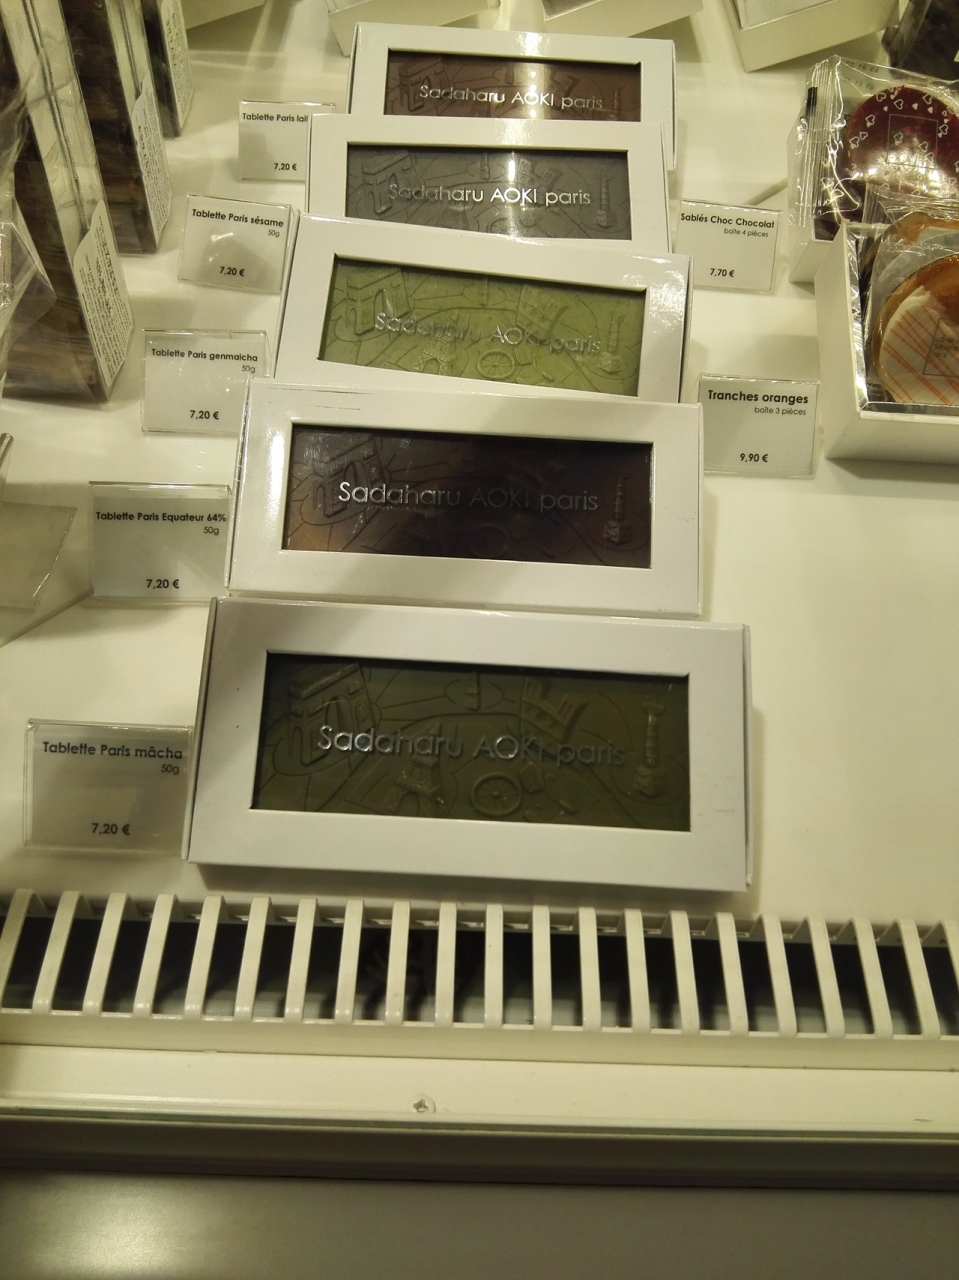 Sadaharu AOKI paris
Tablette Paris lait
7,20 €
Sadaharu AOKI paris
Tablette Paris sésame
50g
7,20 €
Sablés Choc Chocolat
boîte 4 pièces
7,70 €
Sadaharu AOKI paris
Tablette Paris genmaicha
50g
7,20 €
Tranches oranges
boîte 3 pièces
9,90 €
Sadaharu AOKI paris
Tablette Paris Equateur 64%
50g
7,20 €
Sadaharu AOKI paris
Tablette Paris mâcha
50g
7,20 €